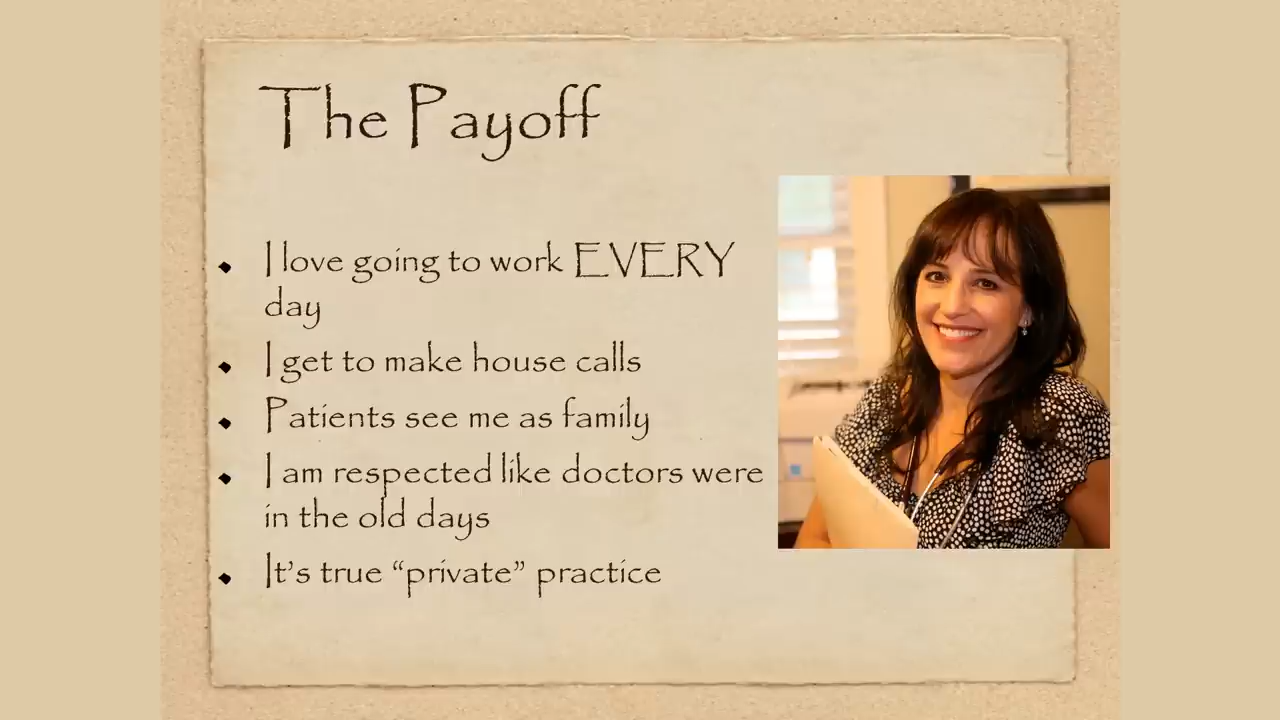 The Payoff
I love going to work EVERY
day
I get to make house calls
Patients see me as family
I am respected like doctors were
in the old days
It's true “private” practice